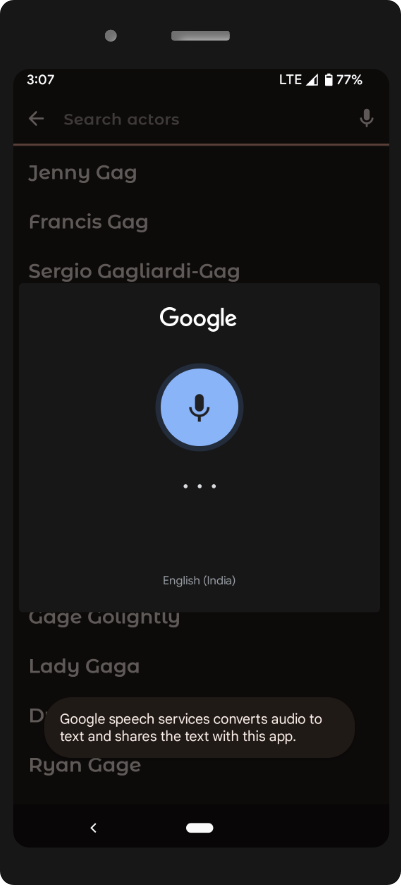 3:07 LTE 77%
Search actors
Jenny Gag
Francis Gag
Sergio Gagliardi-Gag
Google
English (India)
Gage Golightly
Lady Gaga
Google speech services converts audio to
text and shares the text with this app.
Ryan Gage